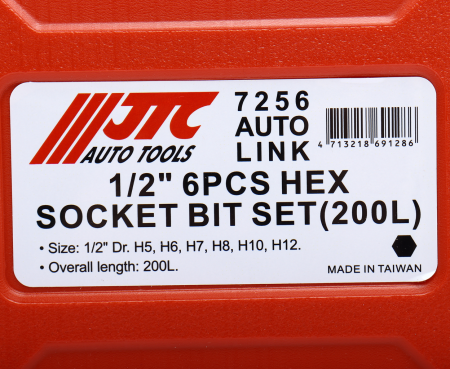 JTC
AUTO TOOLS
7256
AUTO
LINK
4 713218 691286
1/2" 6PCS HEX
SOCKET BIT SET(200L)
• Size: 1/2" Dr. H5, H6, H7, H8, H10, H12.
• Overall length: 200L.
MADE IN TAIWAN